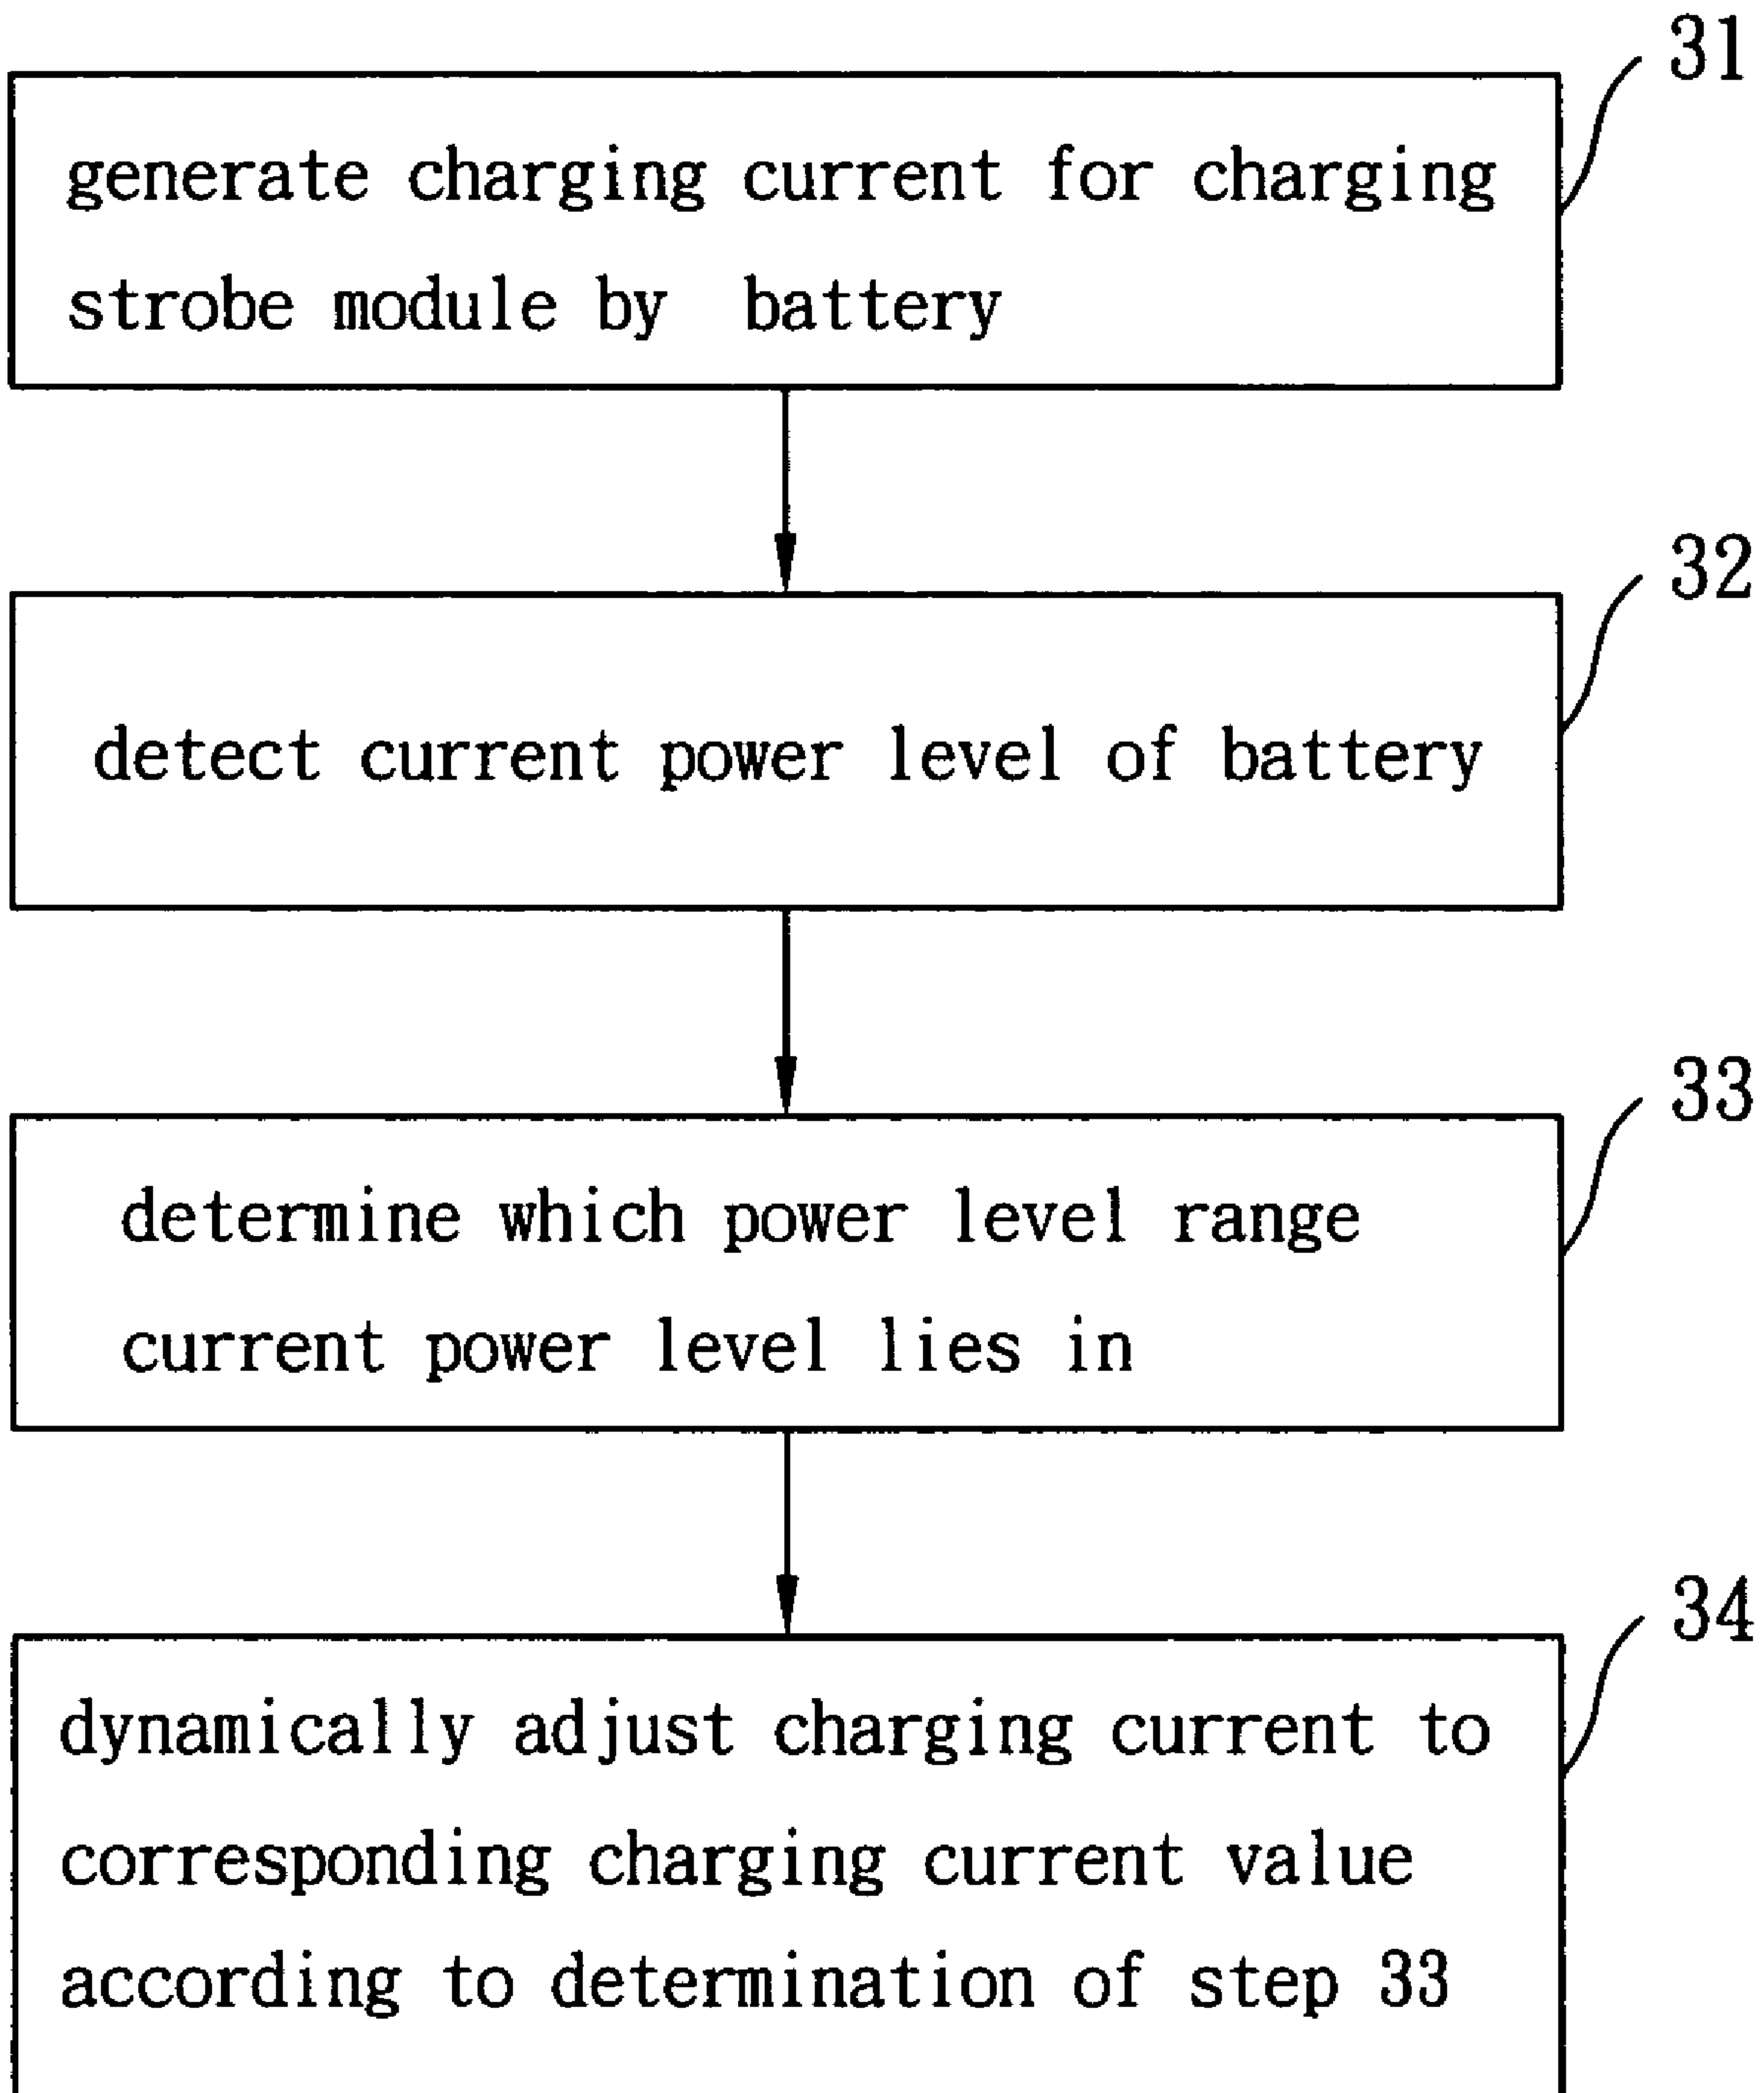 31
generate charging current for charging
strobe module by battery
32
detect current power level of battery
33
determine which power level range
current power level lies in
34
dynamically adjust charging current to
corresponding charging current value
according to determination of step 33